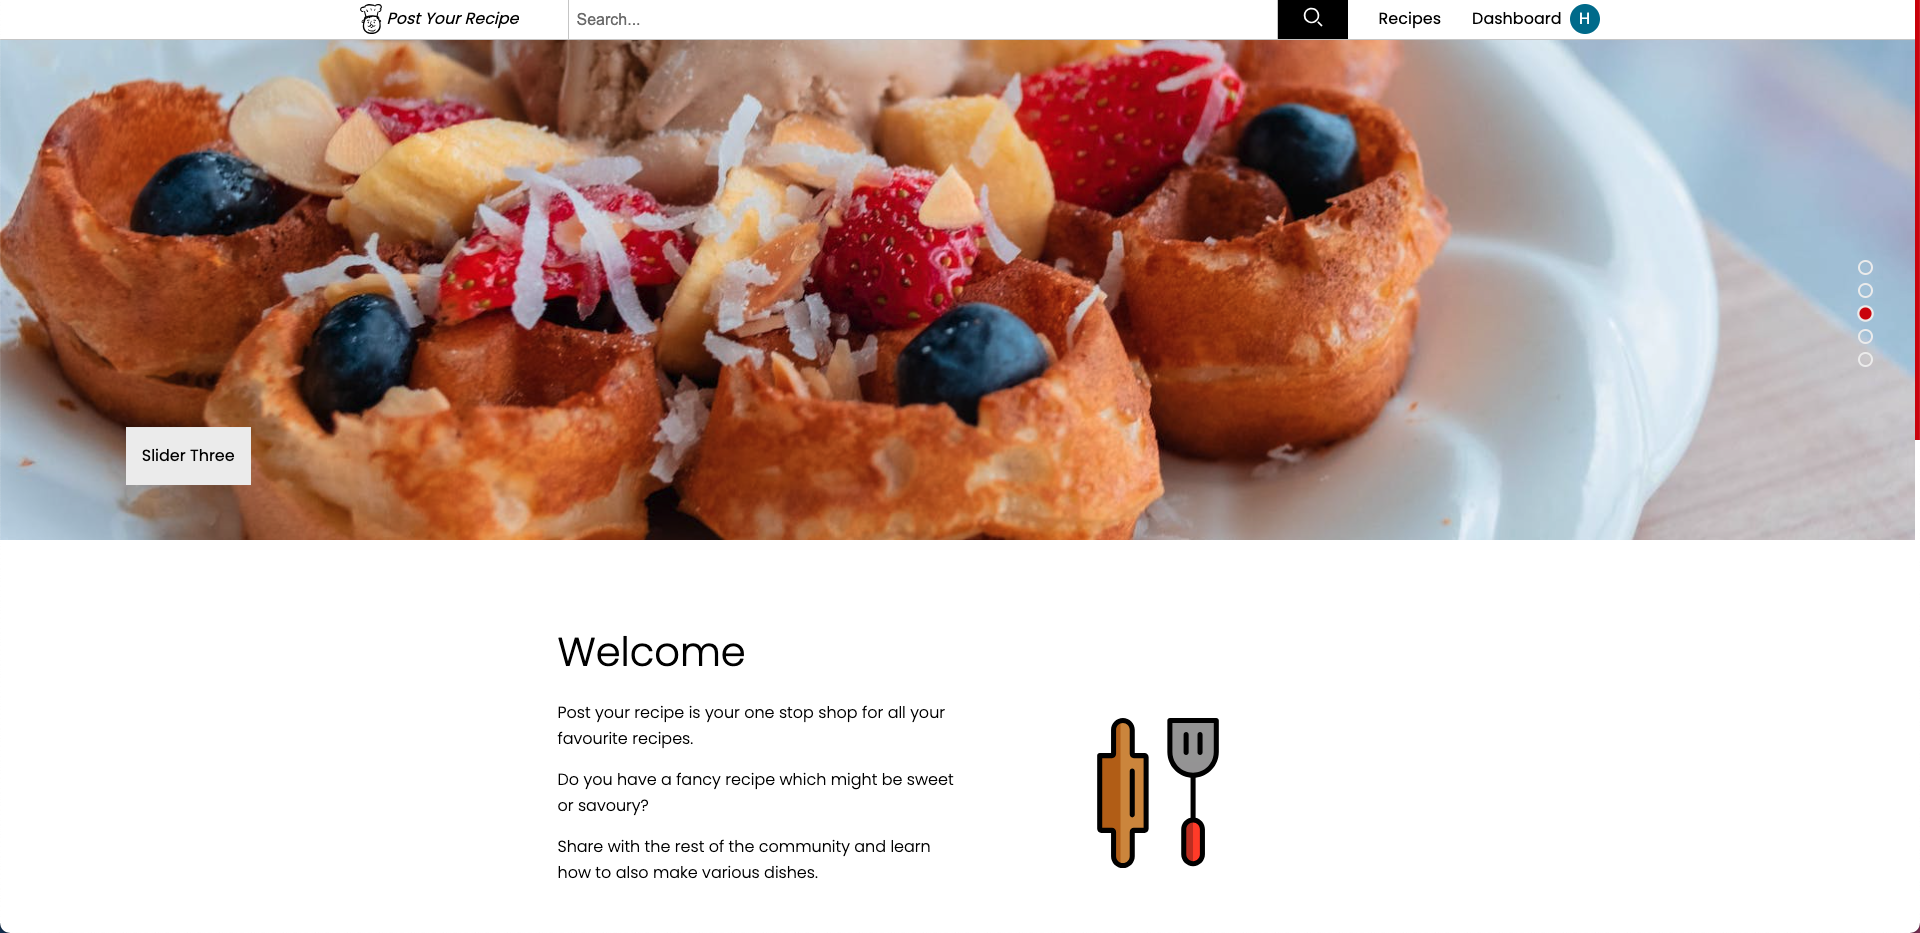 Post Your Recipe
Search...
Recipes
Dashboard
H
Slider Three
Welcome
Post your recipe is your one stop shop for all your
favourite recipes.
Do you have a fancy recipe which might be sweet
or savoury?
Share with the rest of the community and learn
how to also make various dishes.